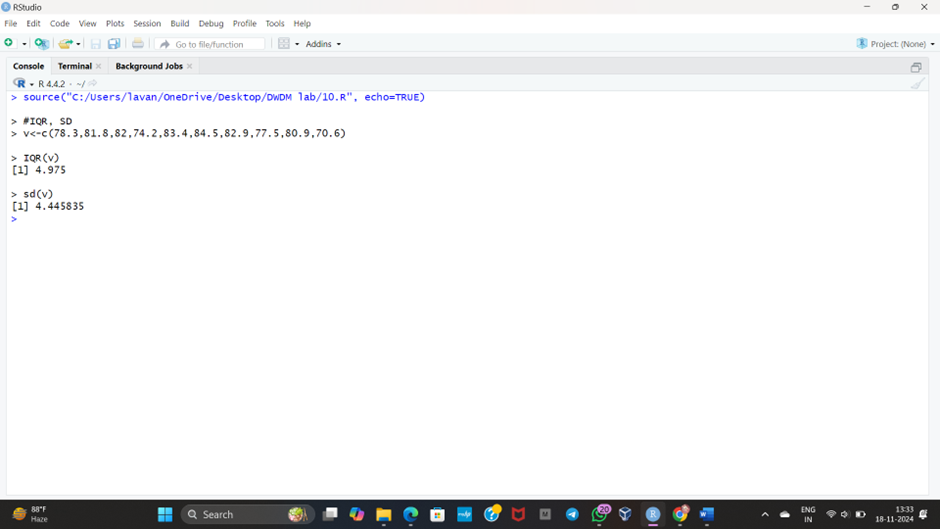 RStudio
File Edit Code View Plots Session Build Debug Profile Tools Help
Go to file/function Addins Project: (None)
Console Terminal Background Jobs
R R 4.4.2 · ~/
> source("C:/Users/lavan/OneDrive/Desktop/DWDM lab/10.R", echo=TRUE)
> #IQR, SD
> v<-c(78.3,81.8,82,74.2,83.4,84.5,82.9,77.5,80.9,70.6)
> IQR(v)
[1] 4.975
> sd(v)
[1] 4.445835
>
88°F
Haze
Search
20
ENG
IN
13:33
18-11-2024